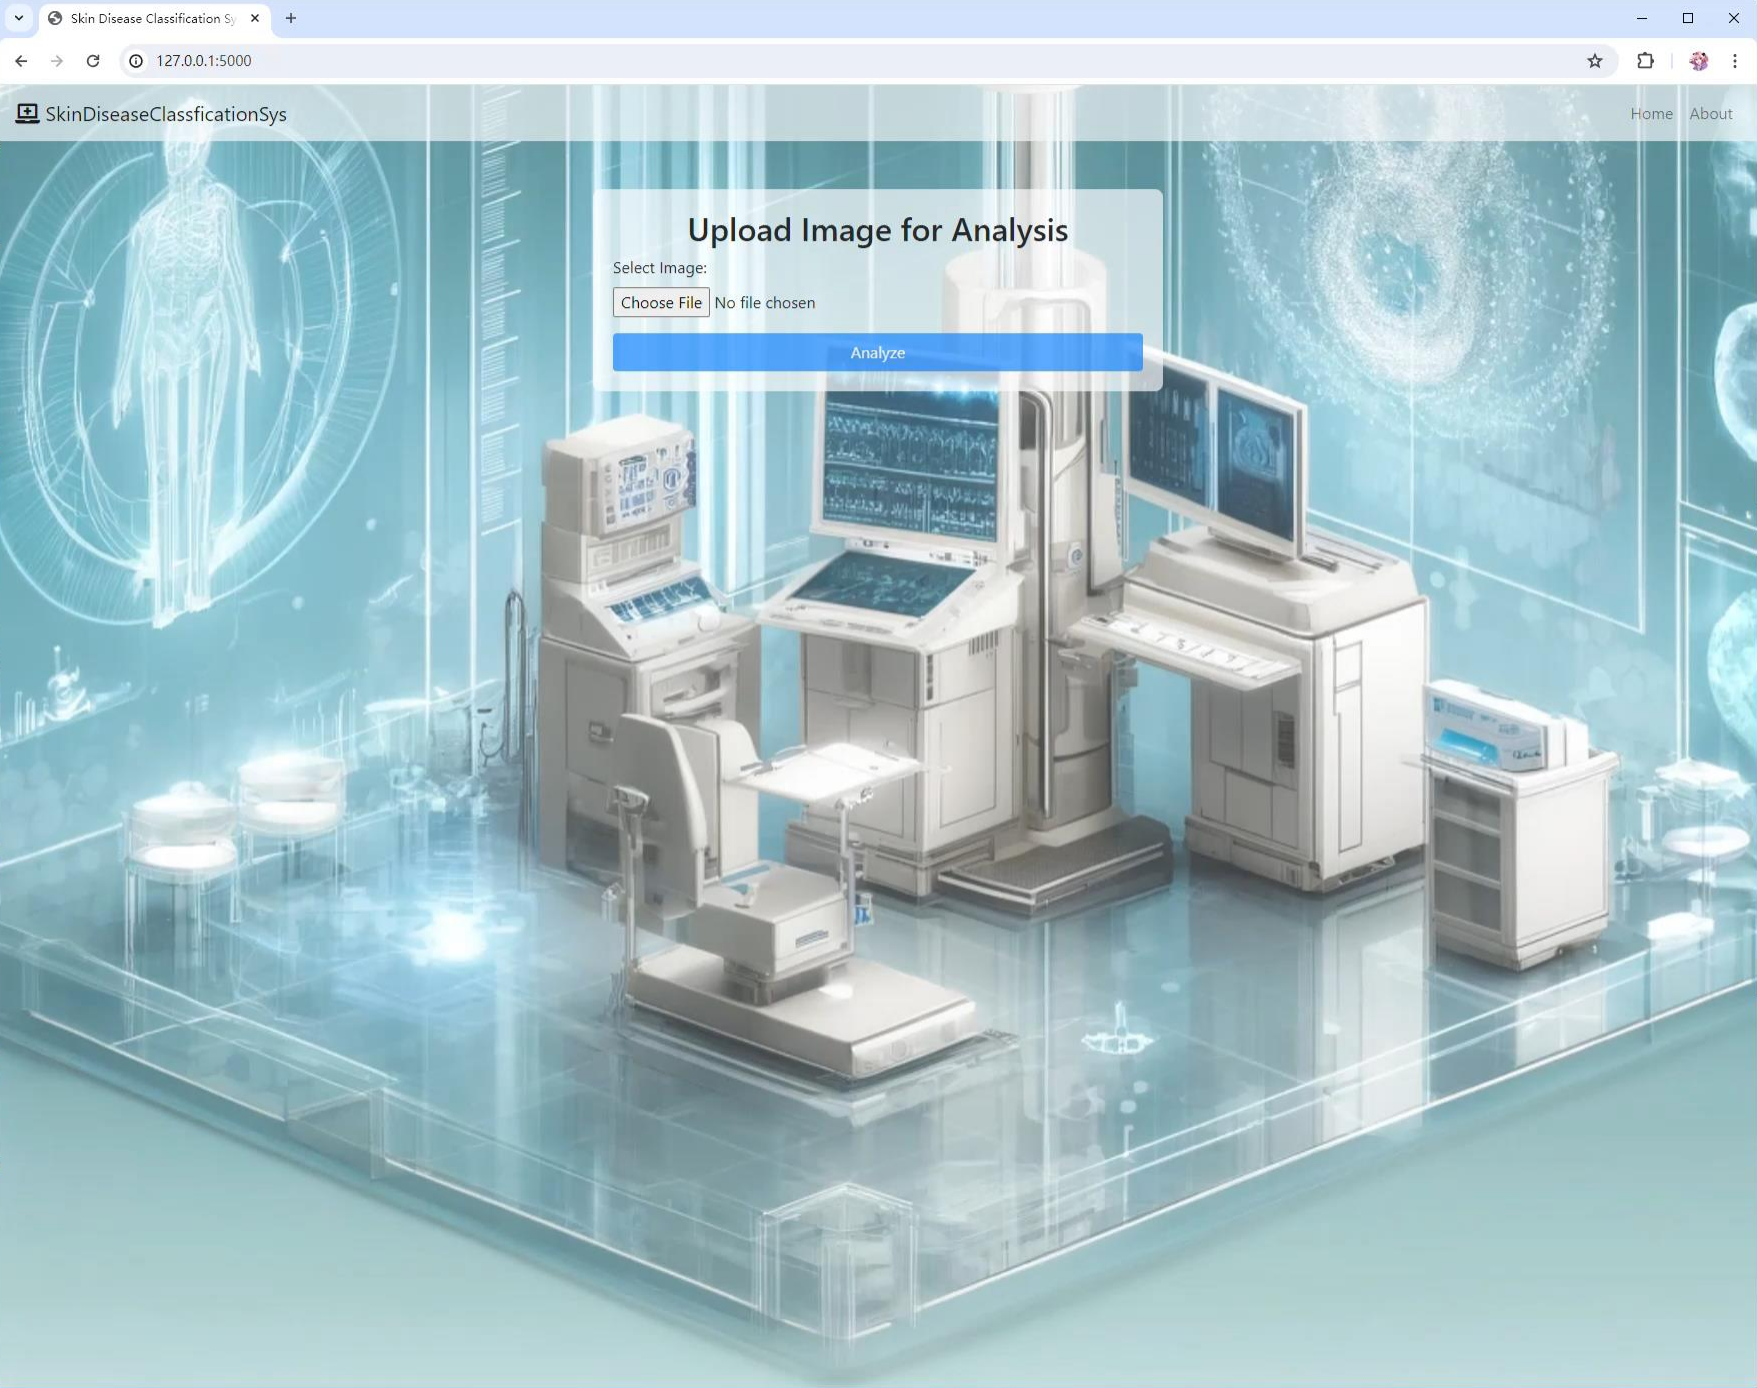 Skin Disease Classification Sy
127.0.0.1:5000
SkinDiseaseClassficationSys
Home About
Upload Image for Analysis
Select Image:
Choose File No file chosen
Analyze